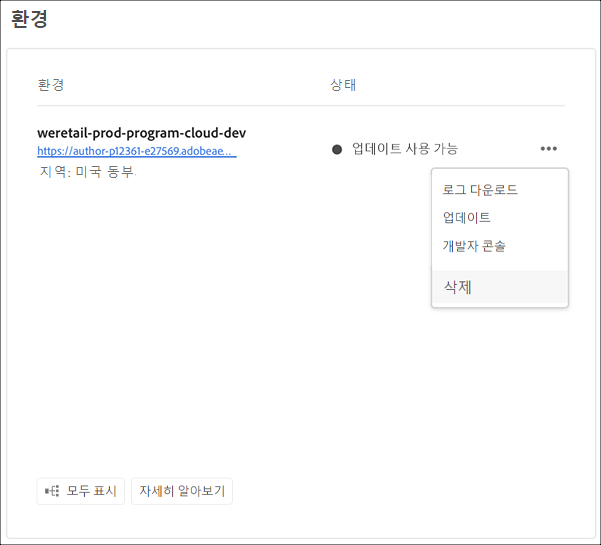 환경
환경 상태
weretail-prod-program-cloud-dev
https://author-p12361-e27569.adobeae...
업데이트 사용 가능
지역: 미국 동부.
로그 다운로드
업데이트
개발자 콘솔
삭제
모두 표시 자세히 알아보기